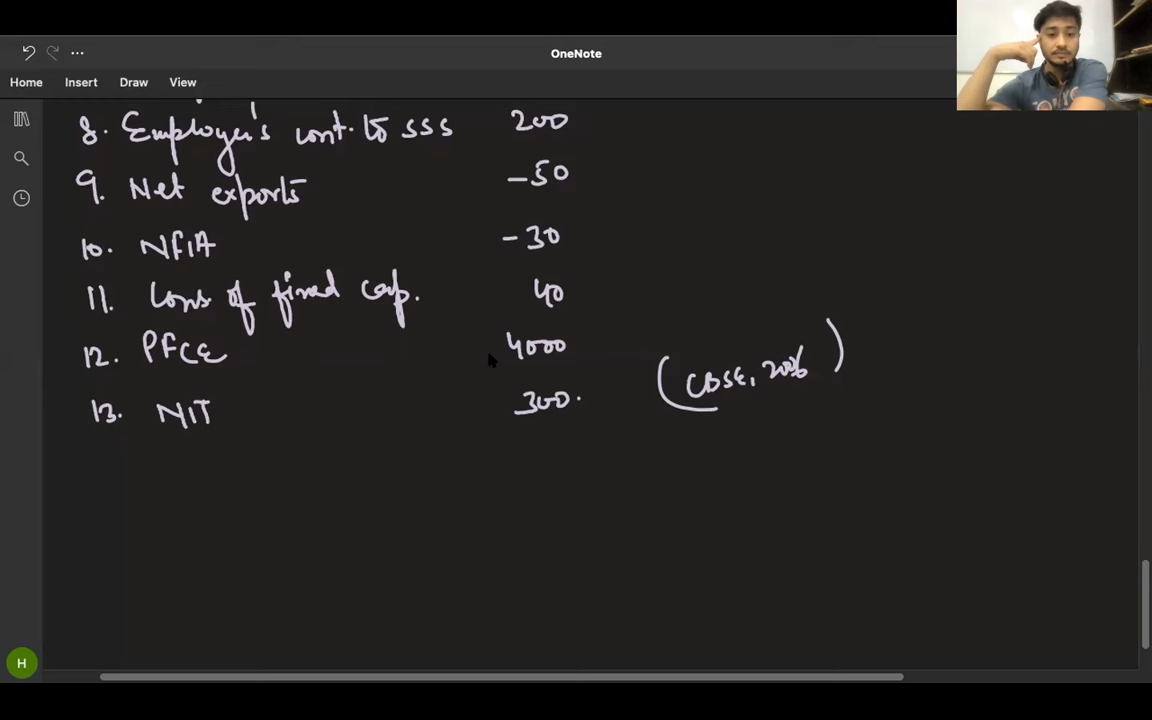 OneNote
Home Insert Draw View
8. Employer's cont. to SSS 200
9. Net exports -50
10. NFIA -30
11. Cons of fixed cap. 40
12. PFCE 4000
13. NIT 300.
(CBSE,
H